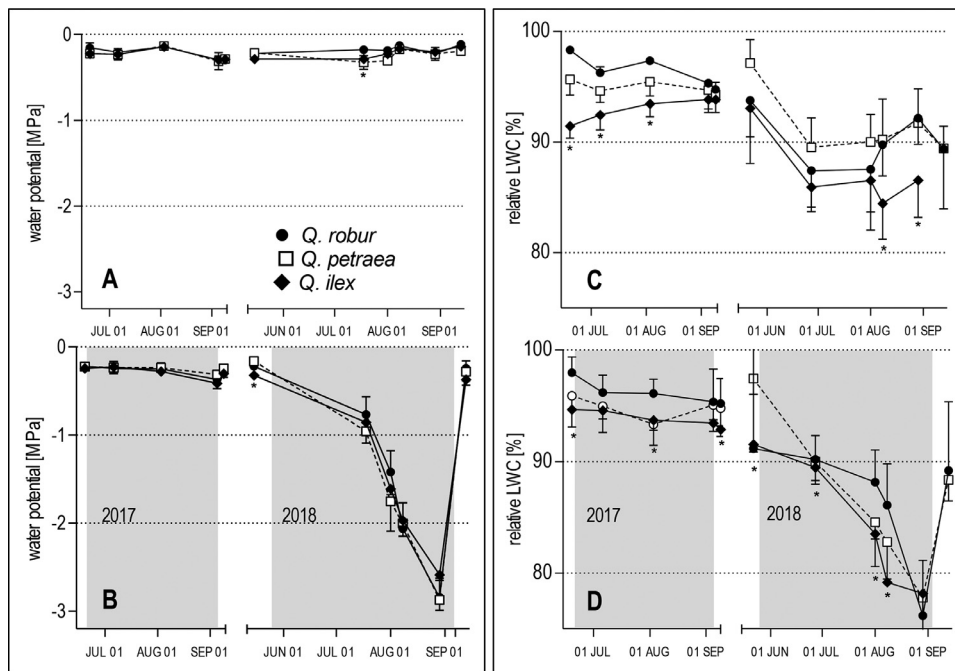 0
-1
-2
-3
water potential [MPa]
Q. robur
Q. petraea
Q. ilex
A
*
JUL 01 AUG 01 SEP 01 JUN 01 JUL 01 AUG 01 SEP 01
0
-1
-2
-3
water potential [MPa]
2017 2018
B
*
JUL 01 AUG 01 SEP 01 JUN 01 JUL 01 AUG 01 SEP 01
100
90
80
relative LWC [%]
* * * * *
C
01 JUL 01 AUG 01 SEP 01 JUN 01 JUL 01 AUG 01 SEP
100
90
80
relative LWC [%]
* * * * * * *
2017 2018
D
01 JUL 01 AUG 01 SEP 01 JUN 01 JUL 01 AUG 01 SEP